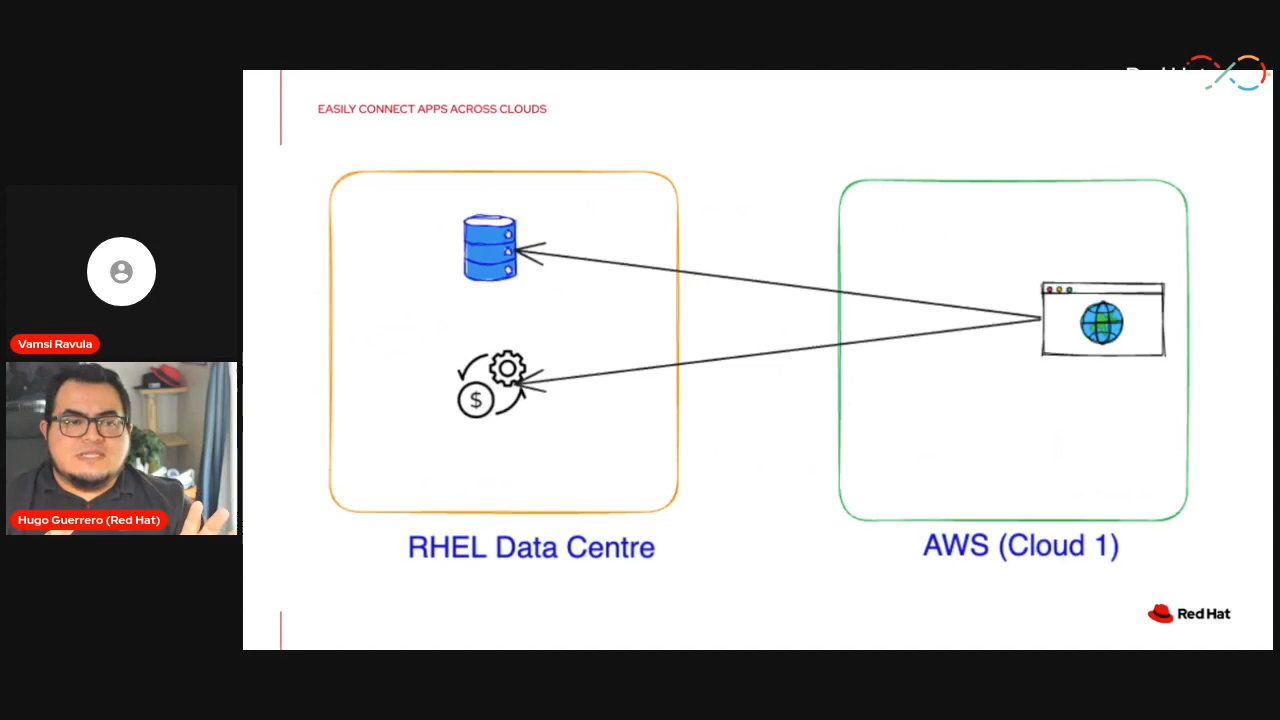 EASILY CONNECT APPS ACROSS CLOUDS
$
Vamsi Ravula
Hugo Guerrero (Red Hat)
RHEL Data Centre
AWS (Cloud 1)
Red Hat